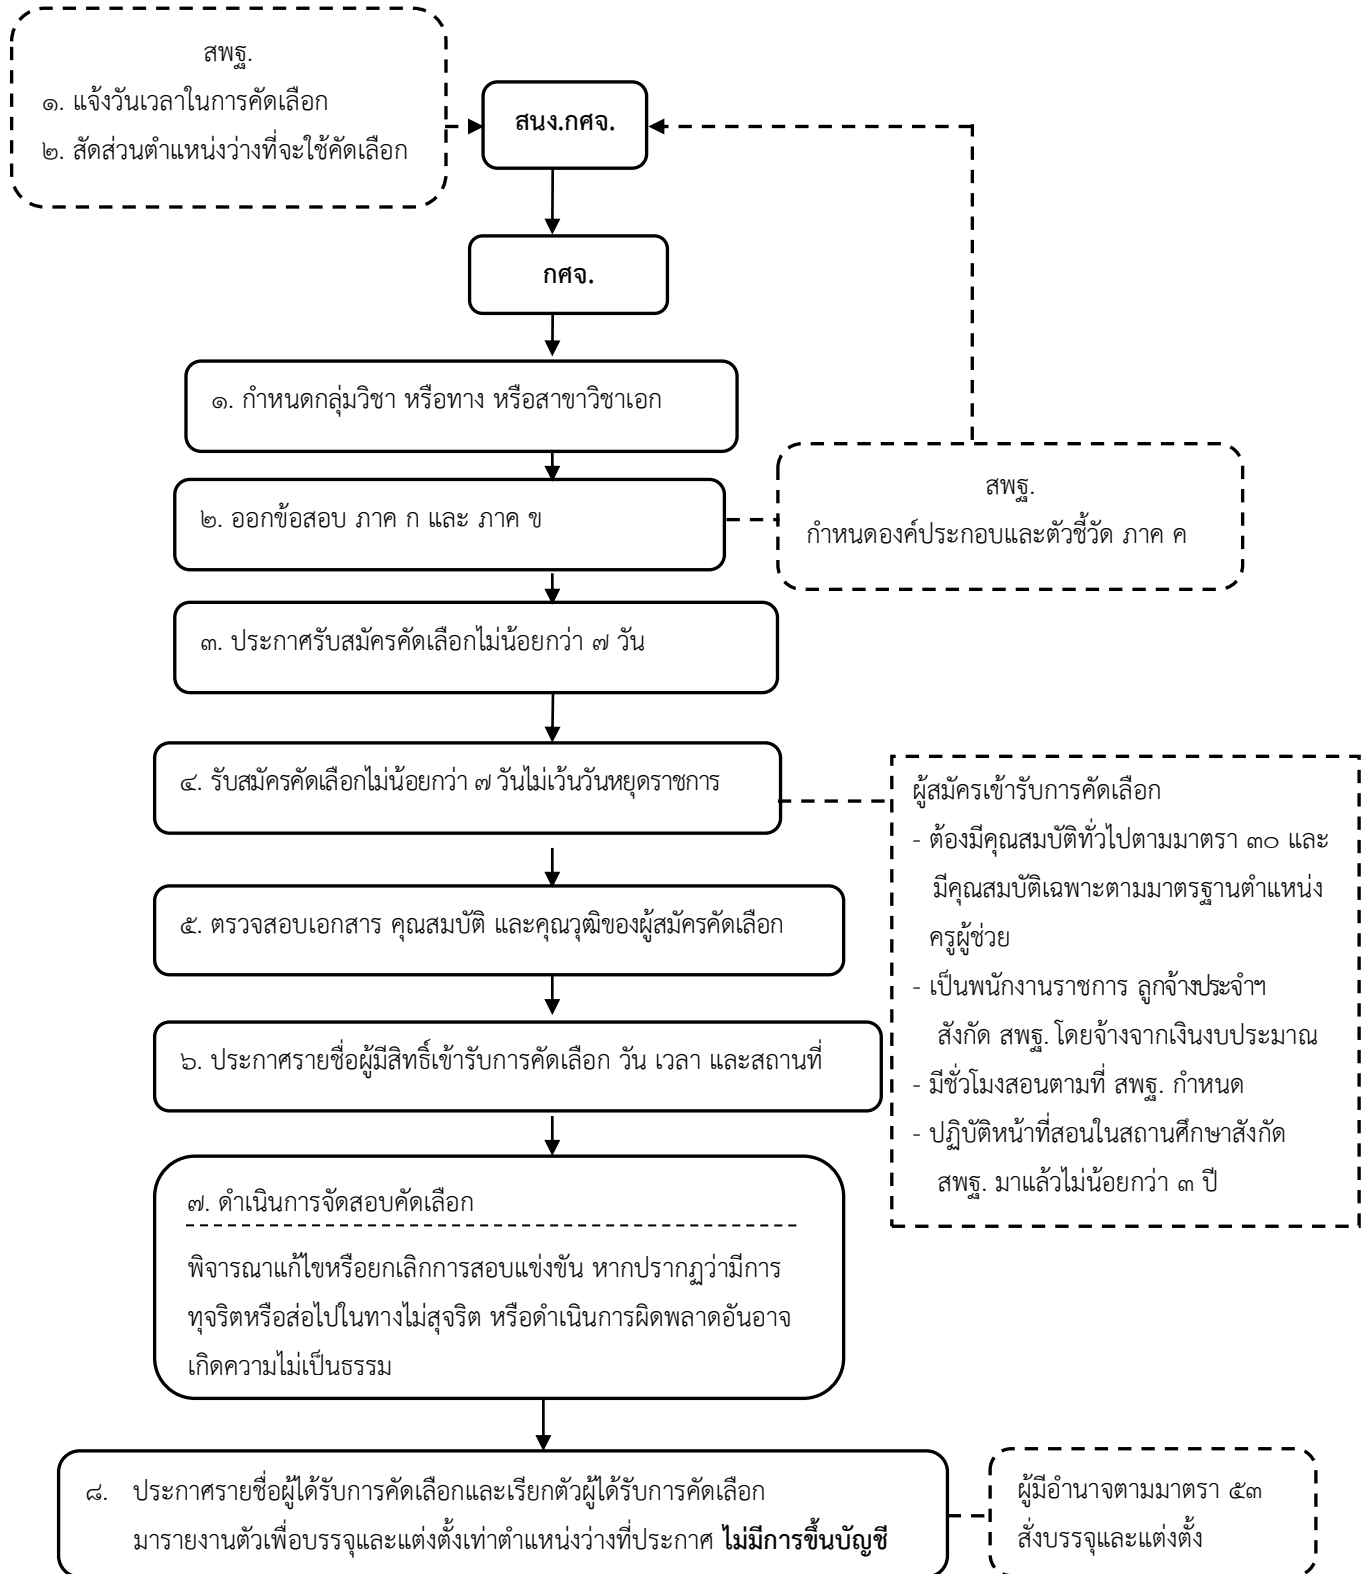 สพฐ.
๑. แจ้งวันเวลาในการคัดเลือก
๒. สัดส่วนตำแหน่งว่างที่จะใช้คัดเลือก
สนง.กศจ.
กศจ.
๑. กำหนดกลุ่มวิชา หรือทาง หรือสาขาวิชาเอก
๒. ออกข้อสอบ ภาค ก และ ภาค ข
สพฐ.
กำหนดองค์ประกอบและตัวชี้วัด ภาค ค
๓. ประกาศรับสมัครคัดเลือกไม่น้อยกว่า ๗ วัน
๔. รับสมัครคัดเลือกไม่น้อยกว่า ๗ วันไม่เว้นวันหยุดราชการ
ผู้สมัครเข้ารับการคัดเลือก
- ต้องมีคุณสมบัติทั่วไปตามมาตรา ๓๐ และ
มีคุณสมบัติเฉพาะตามมาตรฐานตำแหน่ง
ครูผู้ช่วย
- เป็นพนักงานราชการ ลูกจ้างประจำฯ
สังกัด สพฐ. โดยจ้างจากเงินงบประมาณ
- มีชั่วโมงสอนตามที่ สพฐ. กำหนด
- ปฏิบัติหน้าที่สอนในสถานศึกษาสังกัด
สพฐ. มาแล้วไม่น้อยกว่า ๓ ปี
๕. ตรวจสอบเอกสาร คุณสมบัติ และคุณวุฒิของผู้สมัครคัดเลือก
๖. ประกาศรายชื่อผู้มีสิทธิ์เข้ารับการคัดเลือก วัน เวลา และสถานที่
๗. ดำเนินการจัดสอบคัดเลือก
พิจารณาแก้ไขหรือยกเลิกการสอบแข่งขัน หากปรากฏว่ามีการ
ทุจริตหรือส่อไปในทางไม่สุจริต หรือดำเนินการผิดพลาดอันอาจ
เกิดความไม่เป็นธรรม
๘. ประกาศรายชื่อผู้ได้รับการคัดเลือกและเรียกตัวผู้ได้รับการคัดเลือก
มารายงานตัวเพื่อบรรจุและแต่งตั้งเท่าตำแหน่งว่างที่ประกาศ ไม่มีการขึ้นบัญชี
ผู้มีอำนาจตามมาตรา ๕๓
สั่งบรรจุและแต่งตั้ง